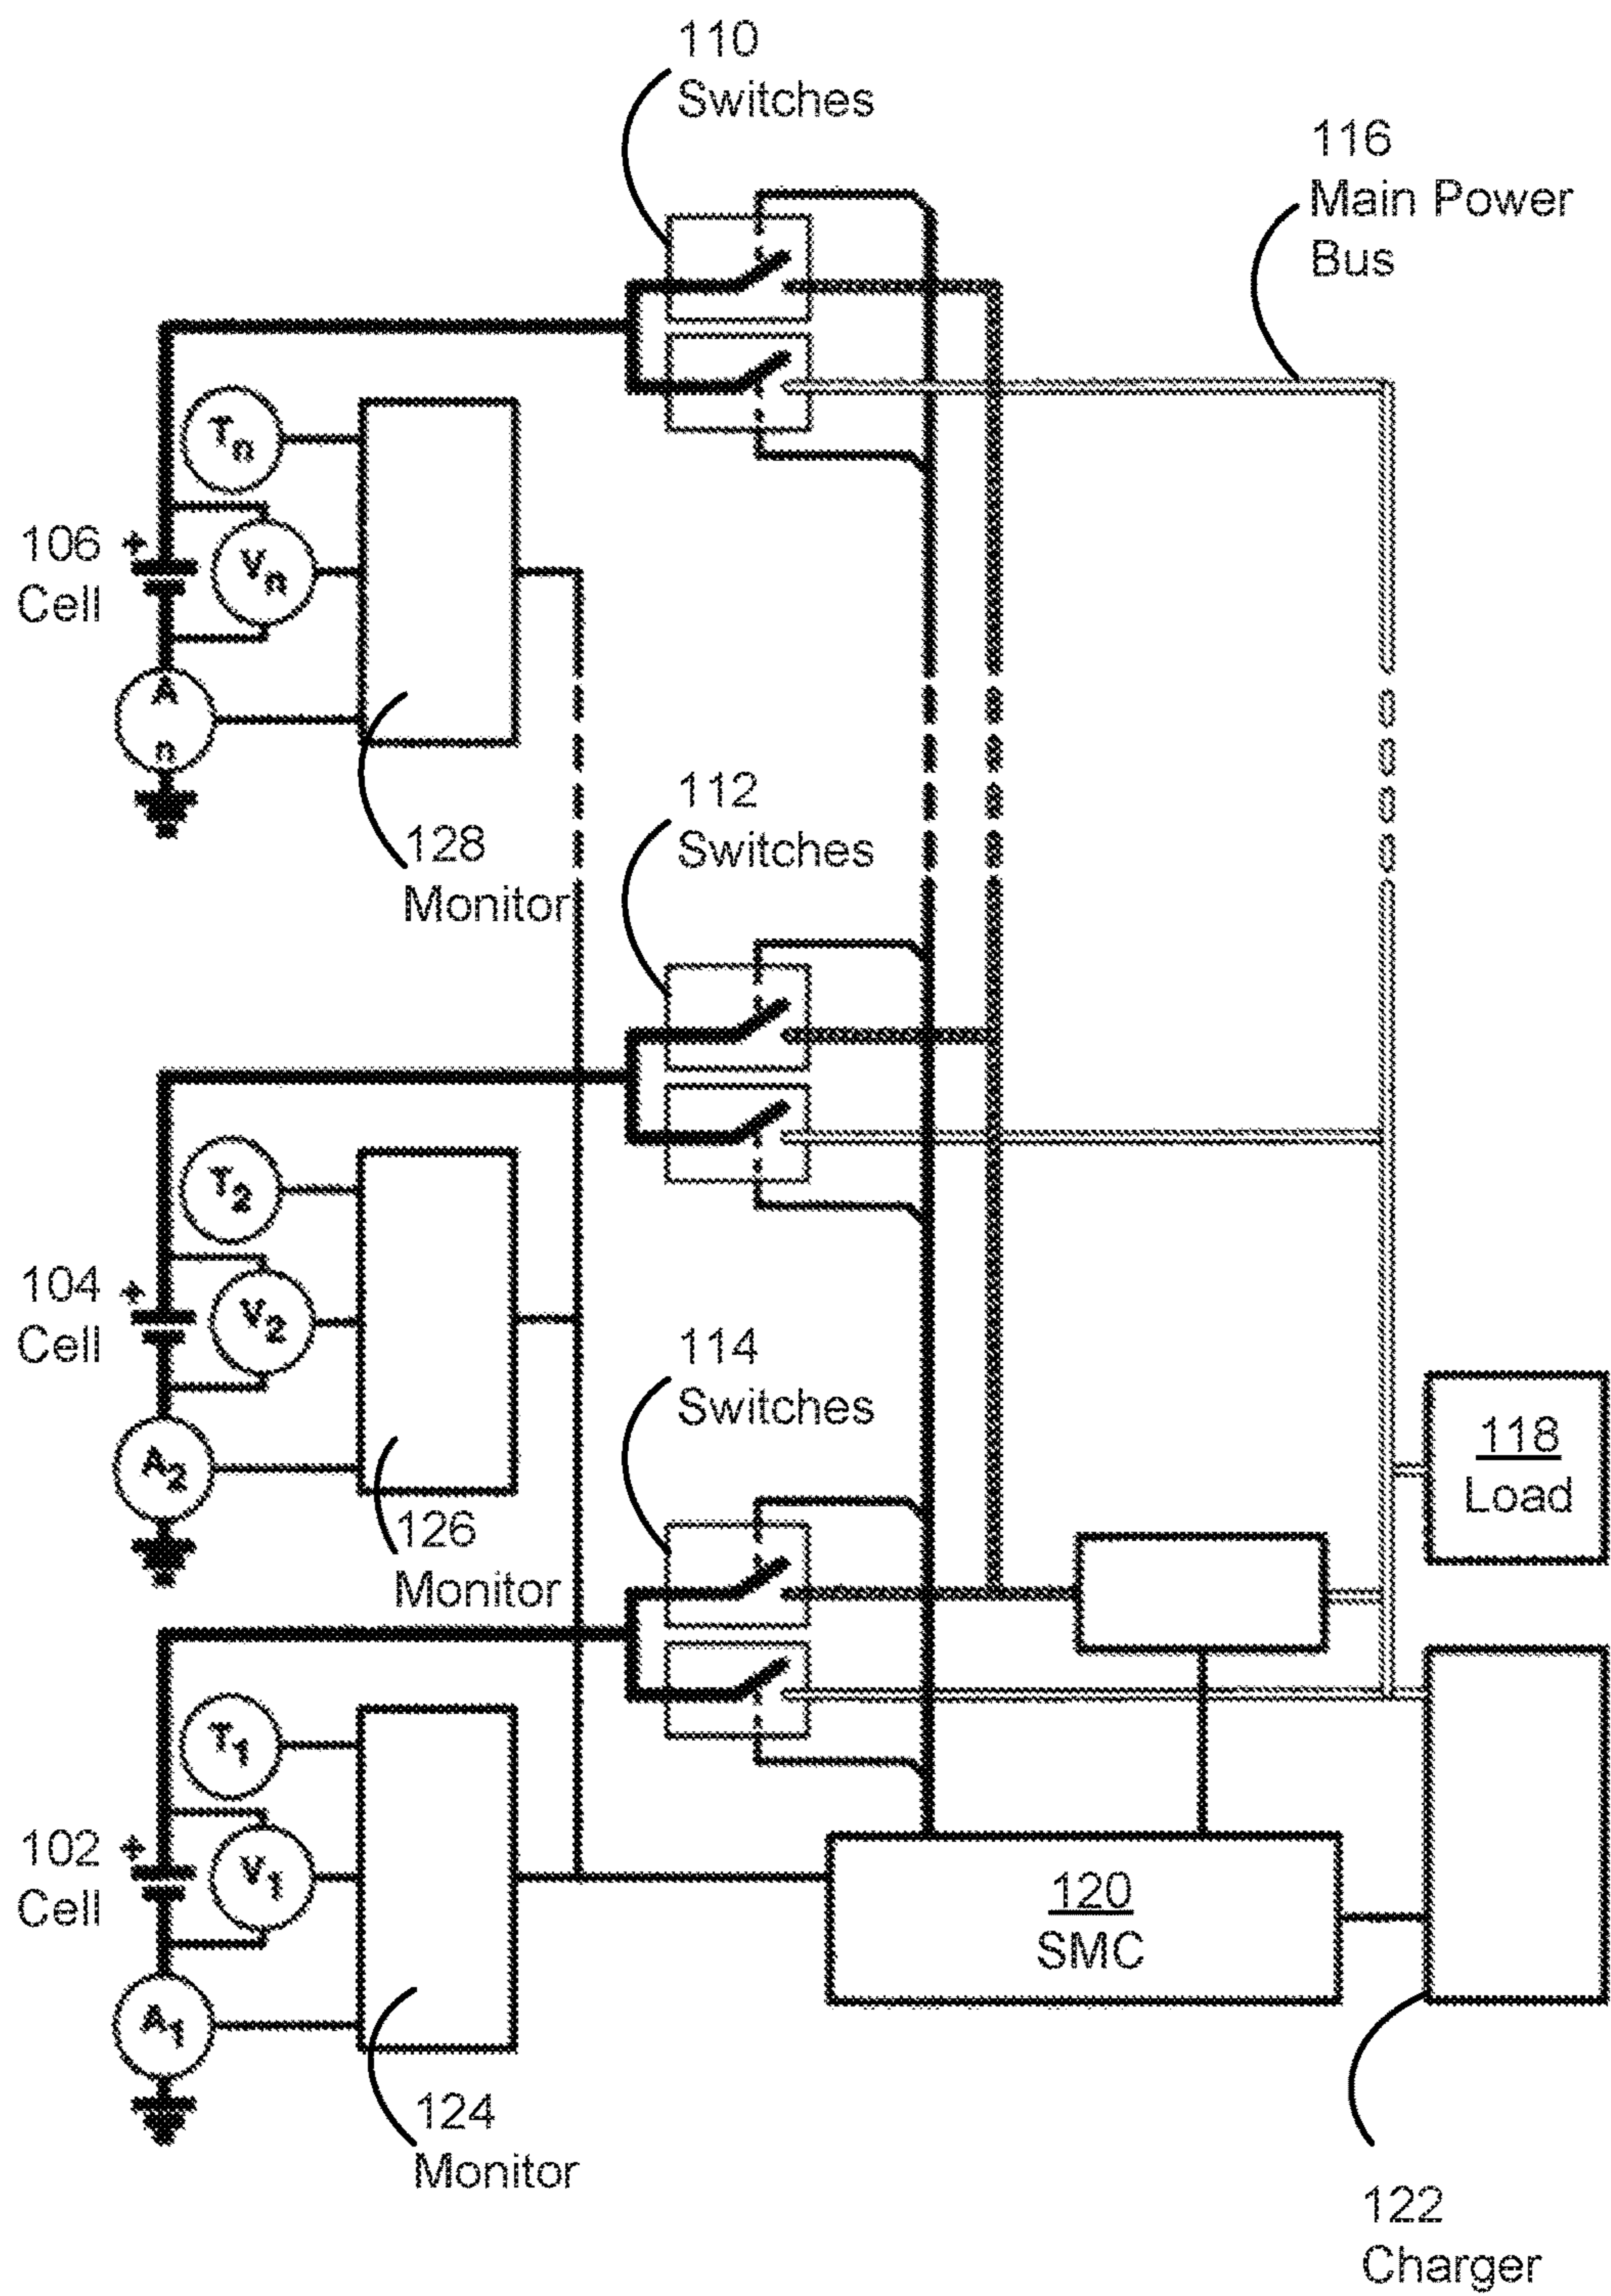 110
Switches
116
Main Power
Bus
Tn
106
Cell
+
Vn
A
n
112
Switches
128
Monitor
T2
104
Cell
+
V2
114
Switches
118
Load
A2
126
Monitor
T1
102
Cell
+
V1
120
SMC
A1
124
Monitor
122
Charger